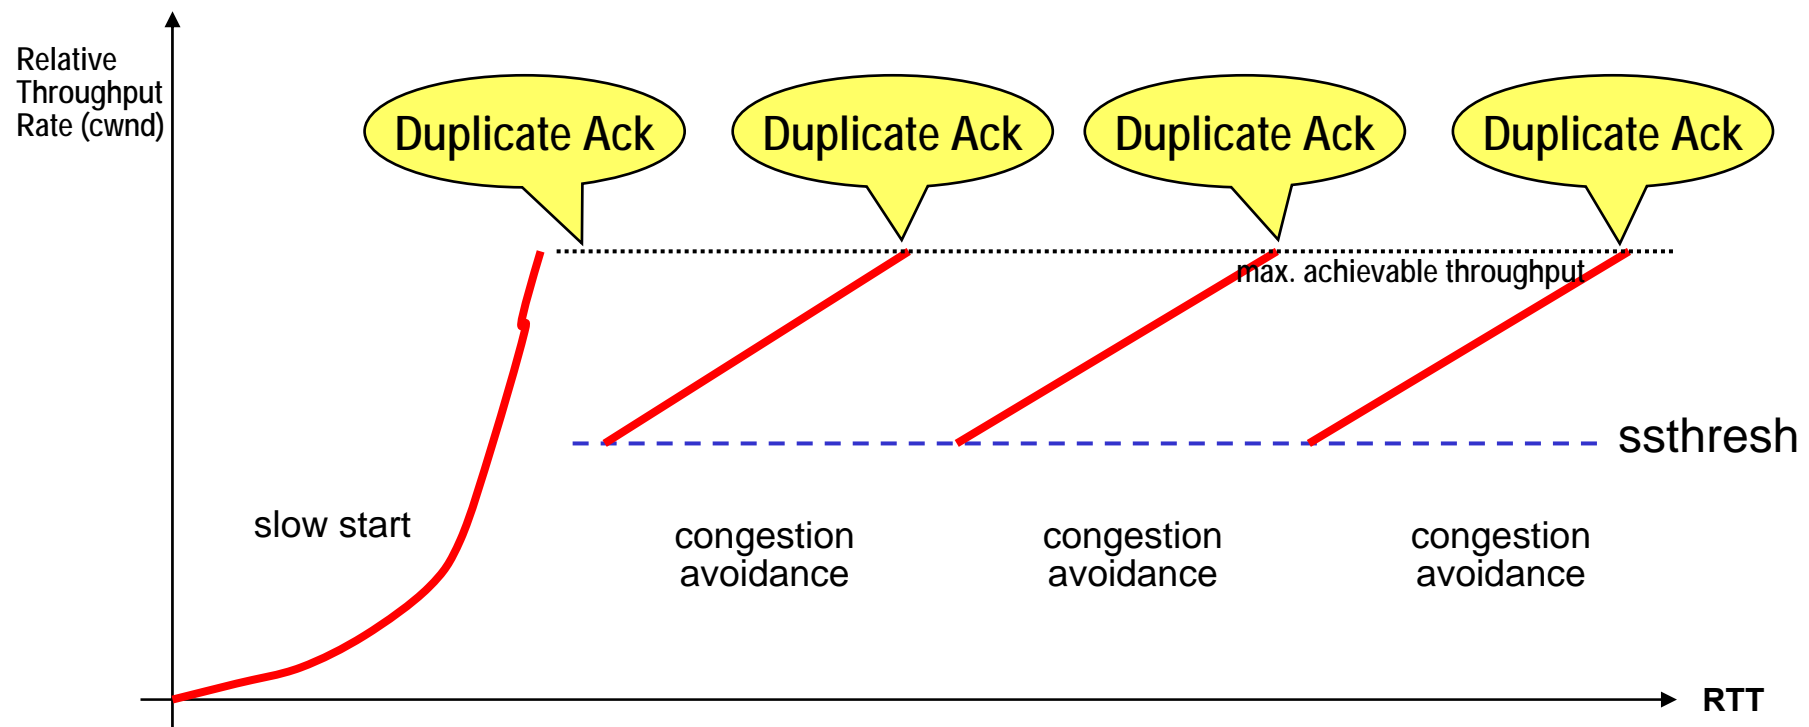 Relative
Throughput
Rate (cwnd)
Duplicate Ack
Duplicate Ack
Duplicate Ack
Duplicate Ack
max. achievable throughput
ssthresh
slow start
congestion
avoidance
congestion
avoidance
congestion
avoidance
RTT